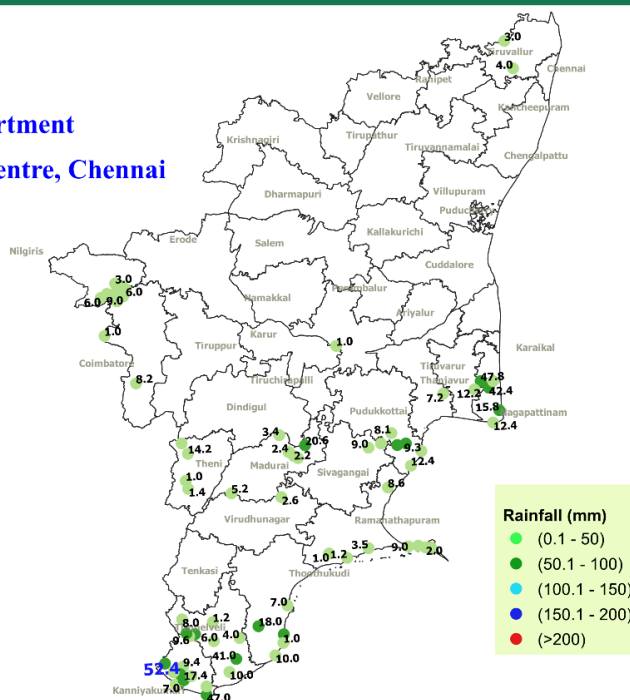 3.0
Tiruvallur
4.0
Chennai
Ranipet
Vellore
Kancheepuram
rtment
Krishnagiri
Tirupathur
Tiruvannamalai
Chengalpattu
entre, Chennai
Dharmapuri
Villupuram
Puducherry
Kallakurichi
Erode
Salem
Nilgiris
Cuddalore
3.0
6.0
6.0 9.0
Namakkal
Perambalur
Ariyalur
1.0
Karur
1.0
Tiruppur
Karaikal
Coimbatore
Tiruvarur
8.2
Tiruchirapalli
Thanjavur
47.8
7.2
12.2
42.4
Dindigul
Pudukkottai
15.8
Nagapattinam
12.4
3.4
8.1
20.6
9.0
9.3
14.2
2.4
2.2
Theni
Madurai
Sivagangai
12.4
1.0
1.4
5.2
8.6
2.6
Virudhunagar
Ramanathapuram
3.5
9.0
2.0
1.0 1.2
Tenkasi
Thoothukudi
7.0
8.0
1.2
18.0
Tirunelveli
9.6
6.0
4.0
1.0
41.0
10.0
52.4
9.4
17.4
10.0
7.0
Kanniyakumari
47.0
Rainfall (mm)
(0.1 - 50)
(50.1 - 100)
(100.1 - 150)
(150.1 - 200)
(>200)